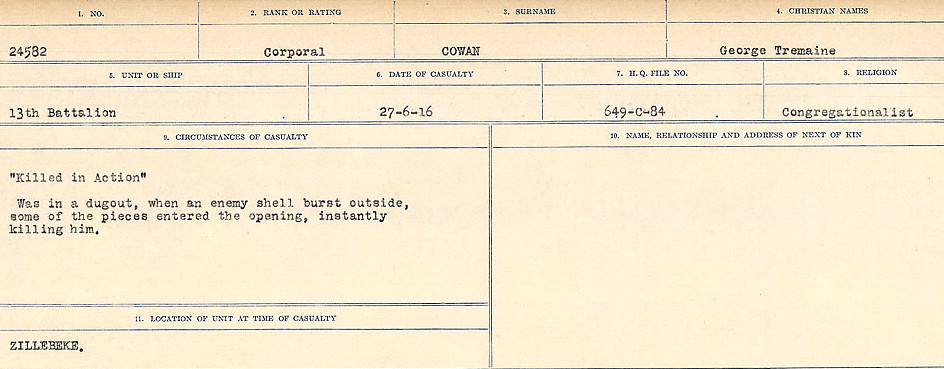 1. NO. 2. RANK OR RATING 3. SURNAME 4. CHRISTIAN NAMES
24582 Corporal COWAN George Tremaine
5. UNIT OR SHIP 6. DATE OF CASUALTY 7. H.Q. FILE NO. 8. RELIGION
13th Battalion 27-6-16 649-C-84 Congregationalist
9. CIRCUMSTANCES OF CASUALTY
"Killed in Action"
Was in a dugout, when an enemy shell burst outside,
some of the pieces entered the opening, instantly
killing him.
10. NAME, RELATIONSHIP AND ADDRESS OF NEXT OF KIN
11. LOCATION OF UNIT AT TIME OF CASUALTY
ZILLEBEKE.